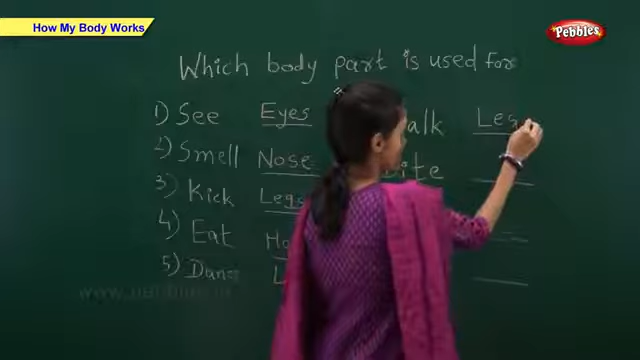 How My Body Works
Pebbles
Which body part is used for
1) See Eyes alk Leg
2) Smell Nose ite
3) Kick Legs
4) Eat
5) Danc